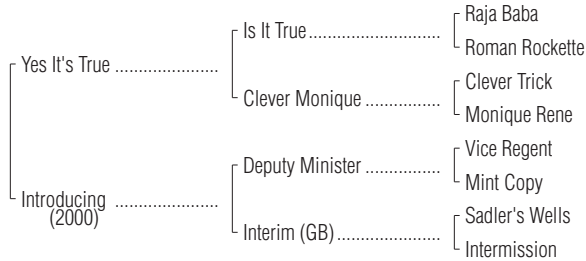 Raja Baba
Is It True
Roman Rockette
Yes It's True
Clever Trick
Clever Monique
Monique Rene
Vice Regent
Deputy Minister
Mint Copy
Introducing
(2000)
Sadler's Wells
Interim (GB)
Intermission